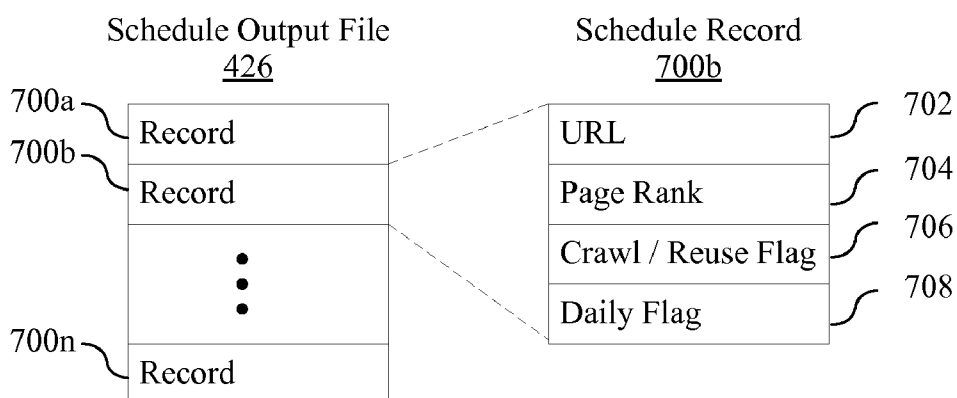 Schedule Output File
426
700a
Record
700b
Record
700n
Record
Schedule Record
700b
URL
702
Page Rank
704
Crawl / Reuse Flag
706
Daily Flag
708